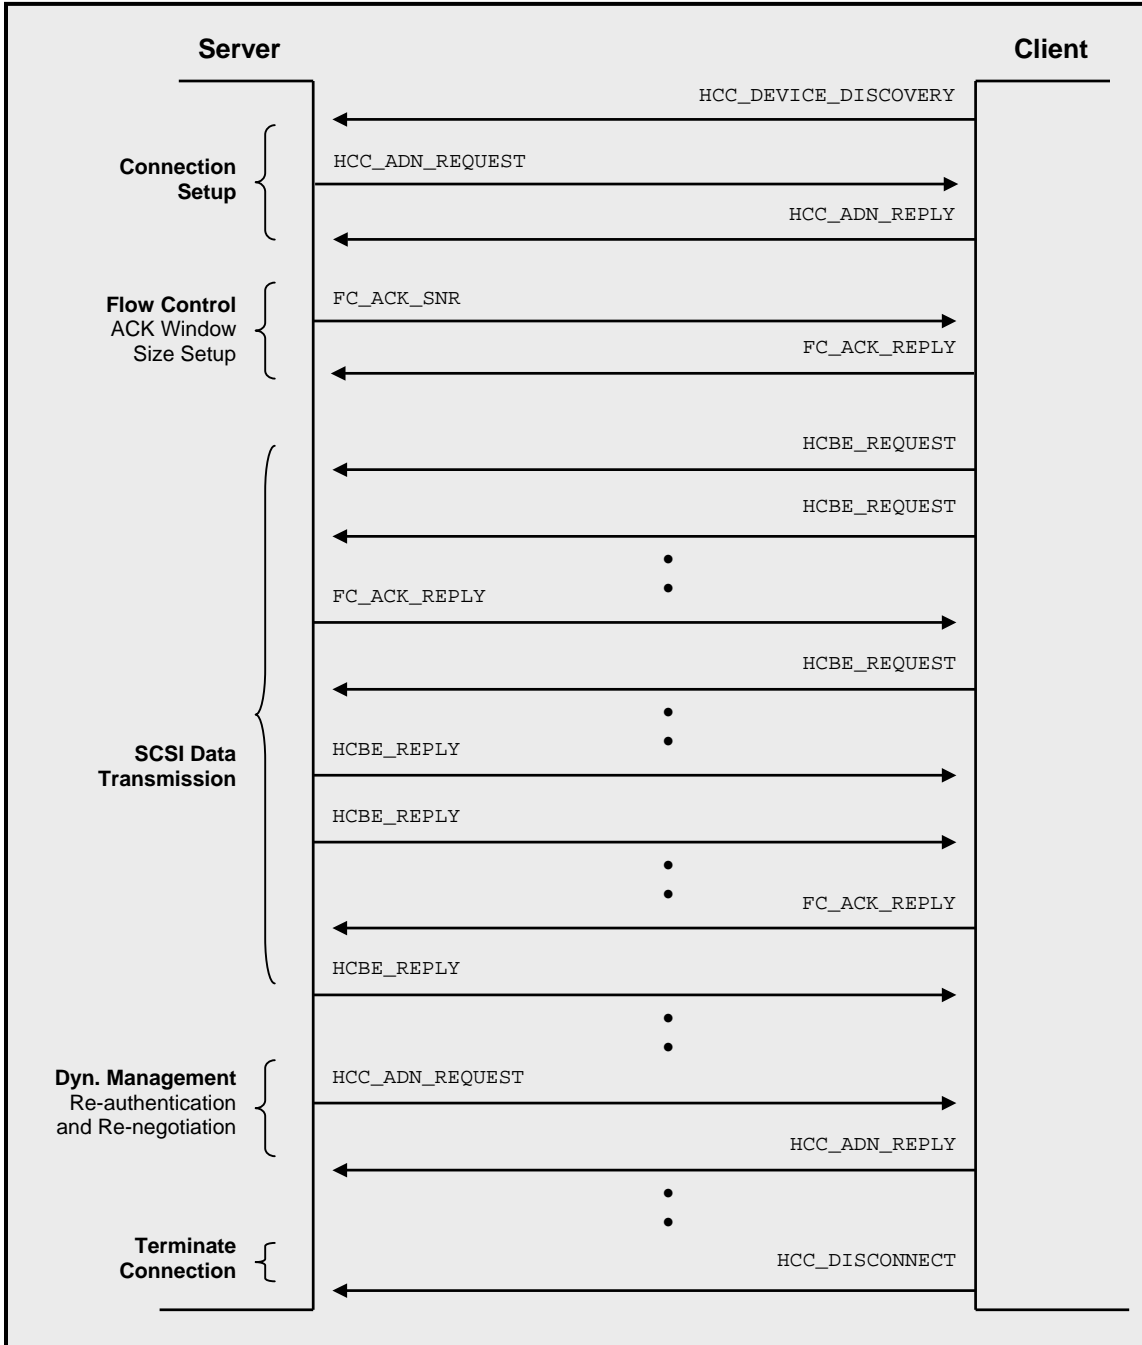 Server
Client
HCC_DEVICE_DISCOVERY
Connection
Setup
HCC_ADN_REQUEST
HCC_ADN_REPLY
Flow Control
ACK Window
Size Setup
FC_ACK_SNR
FC_ACK_REPLY
HCBE_REQUEST
HCBE_REQUEST
FC_ACK_REPLY
HCBE_REQUEST
SCSI Data
Transmission
HCBE_REPLY
HCBE_REPLY
FC_ACK_REPLY
HCBE_REPLY
Dyn. Management
Re-authentication
and Re-negotiation
HCC_ADN_REQUEST
HCC_ADN_REPLY
Terminate
Connection
HCC_DISCONNECT